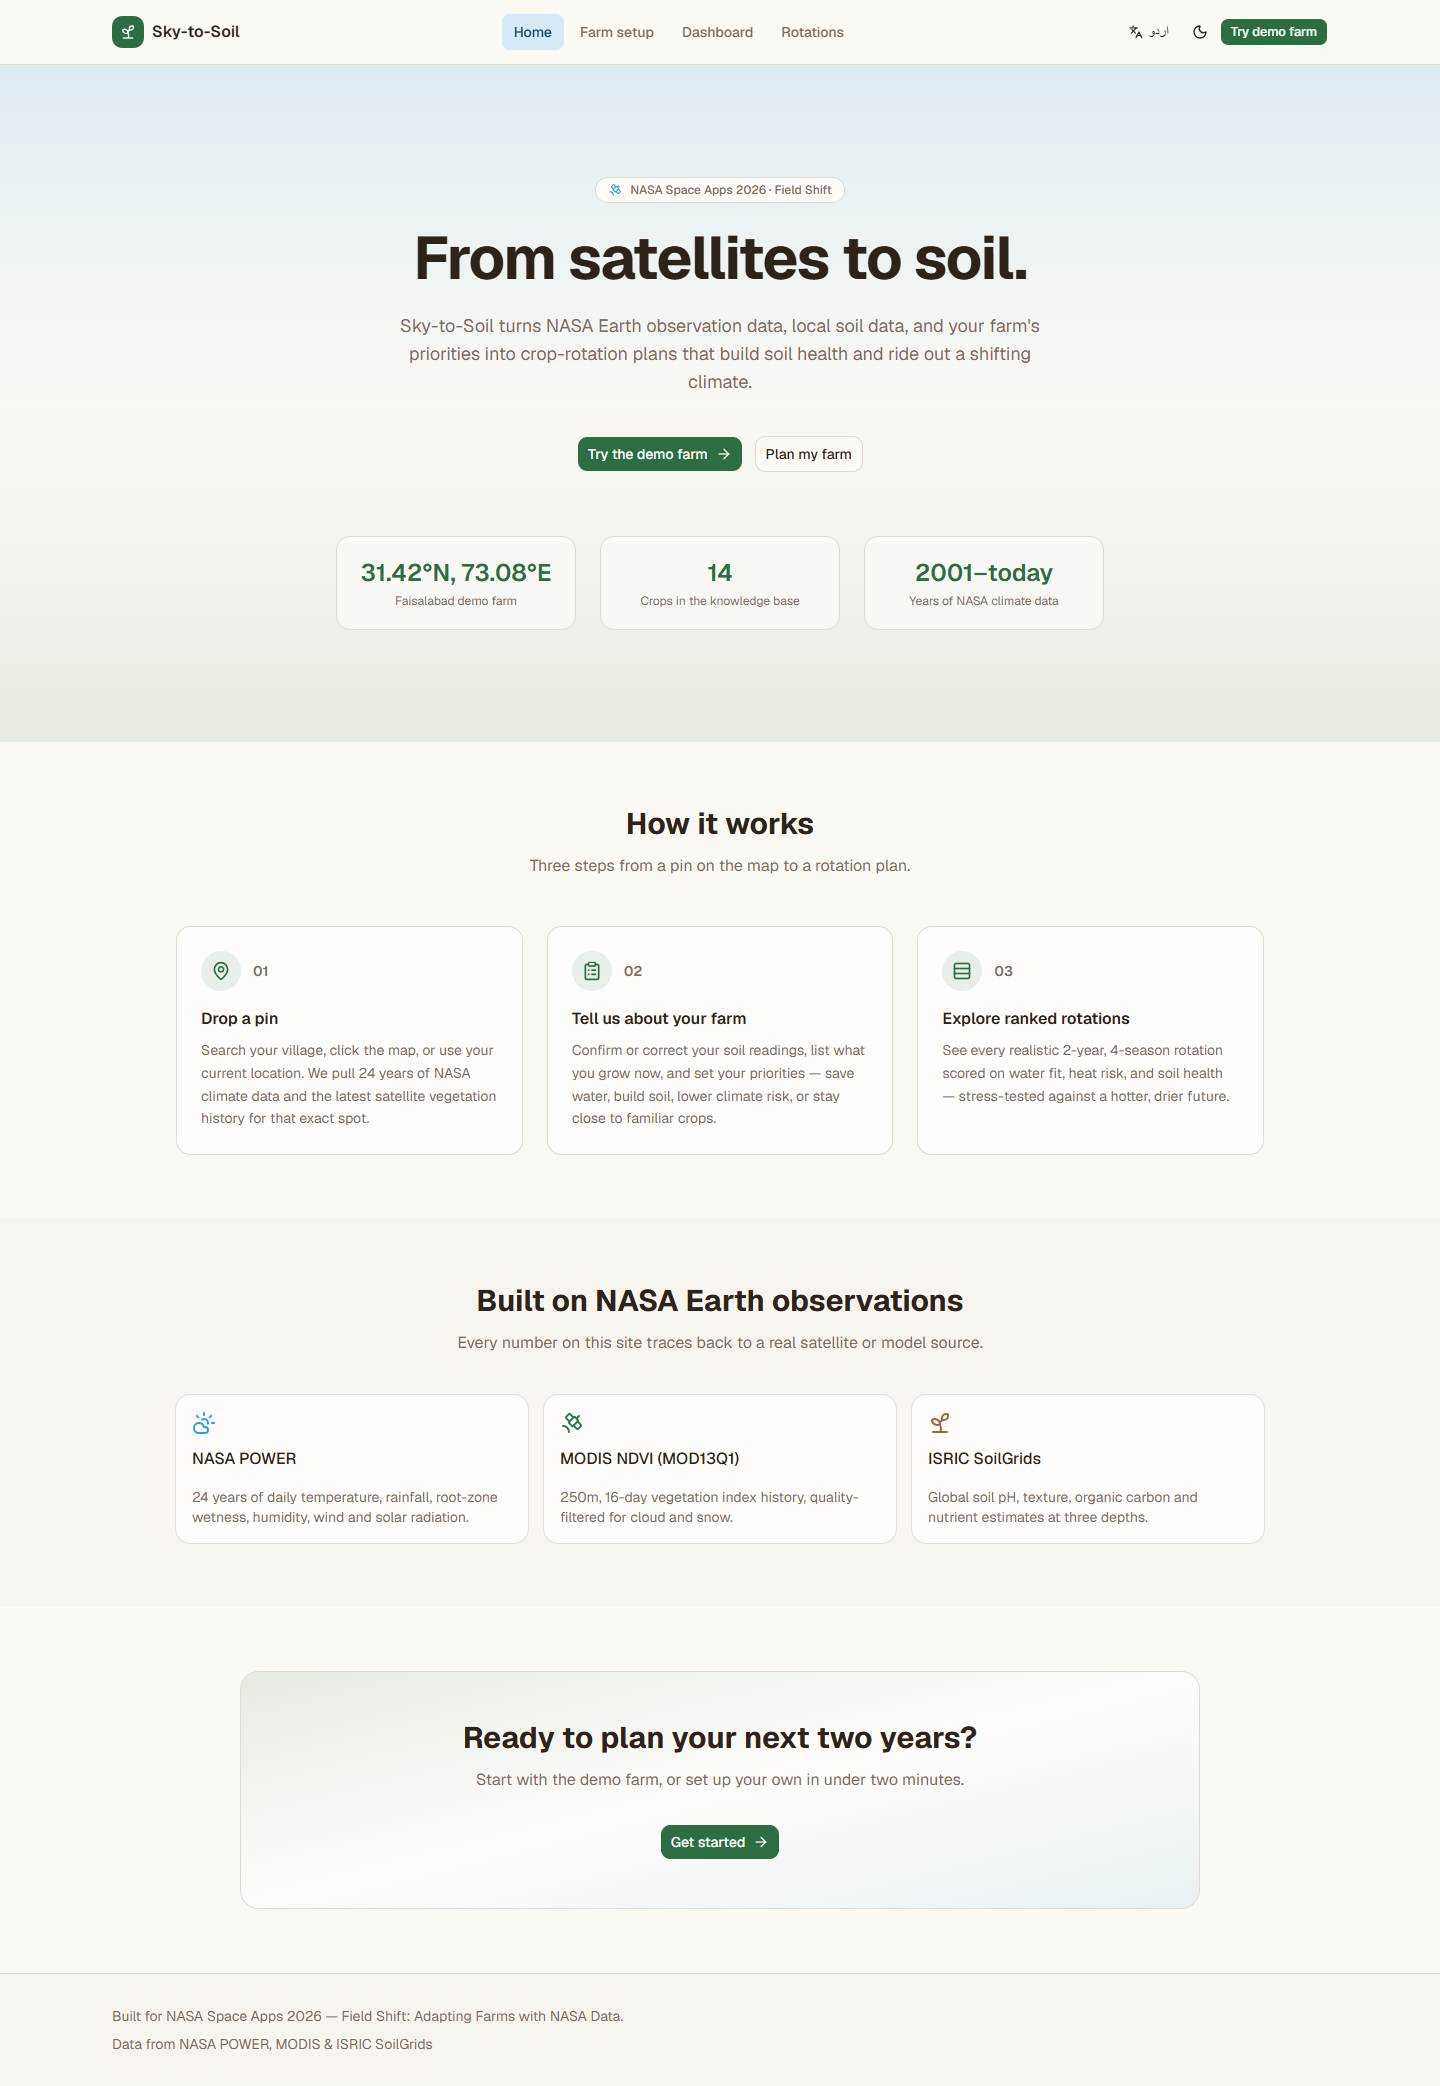 Sky-to-Soil
Home
Farm setup
Dashboard
Rotations
اردو
Try demo farm
NASA Space Apps 2026 · Field Shift
From satellites to soil.
Sky-to-Soil turns NASA Earth observation data, local soil data, and your farm's
priorities into crop-rotation plans that build soil health and ride out a shifting
climate.
Try the demo farm
Plan my farm
31.42°N, 73.08°E
Faisalabad demo farm
14
Crops in the knowledge base
2001–today
Years of NASA climate data
How it works
Three steps from a pin on the map to a rotation plan.
01
Drop a pin
Search your village, click the map, or use your
current location. We pull 24 years of NASA
climate data and the latest satellite vegetation
history for that exact spot.
02
Tell us about your farm
Confirm or correct your soil readings, list what
you grow now, and set your priorities — save
water, build soil, lower climate risk, or stay
close to familiar crops.
03
Explore ranked rotations
See every realistic 2-year, 4-season rotation
scored on water fit, heat risk, and soil health
— stress-tested against a hotter, drier future.
Built on NASA Earth observations
Every number on this site traces back to a real satellite or model source.
NASA POWER
24 years of daily temperature, rainfall, root-zone
wetness, humidity, wind and solar radiation.
MODIS NDVI (MOD13Q1)
250m, 16-day vegetation index history, quality-
filtered for cloud and snow.
ISRIC SoilGrids
Global soil pH, texture, organic carbon and
nutrient estimates at three depths.
Ready to plan your next two years?
Start with the demo farm, or set up your own in under two minutes.
Get started
Built for NASA Space Apps 2026 — Field Shift: Adapting Farms with NASA Data.
Data from NASA POWER, MODIS & ISRIC SoilGrids